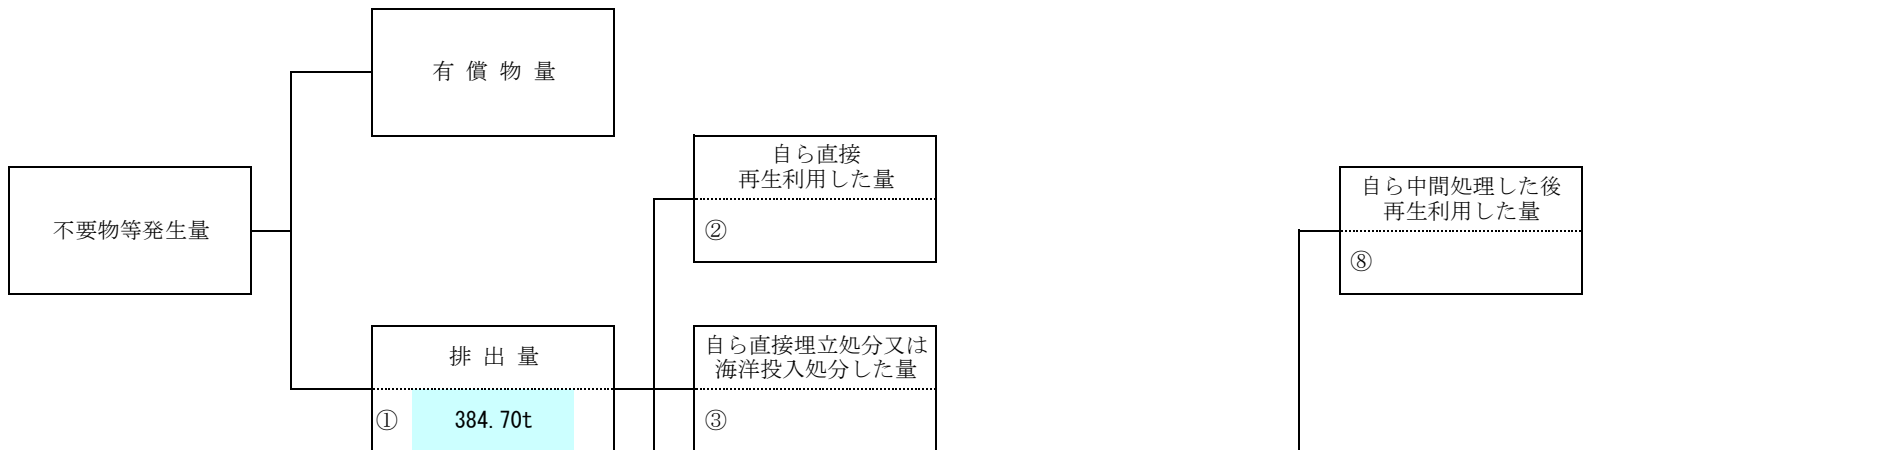 有 償 物 量
不要物等発生量
自ら直接
再生利用した量
②
自ら中間処理した後
再生利用した量
⑧
排 出 量
① 384.70t
自ら直接埋立処分又は
海洋投入処分した量
③